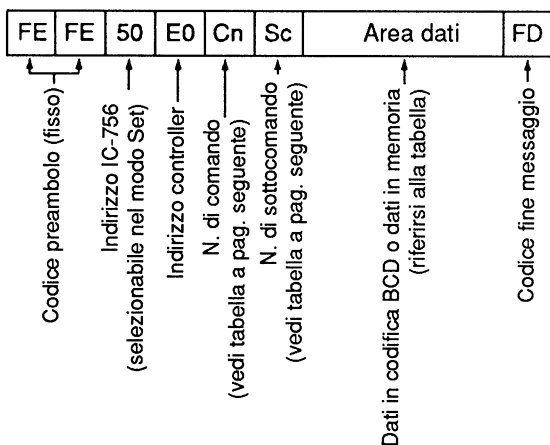 FE FE 50 E0 Cn Sc Area dati FD
Codice preambolo (fisso)
Indirizzo IC-756
(selezionabile nel modo Set)
Indirizzo controller
N. di comando
(vedi tabella a pag. seguente)
N. di sottocomando
(vedi tabella a pag. seguente)
Dati in codifica BCD o dati in memoria
(riferirsi alla tabella)
Codice fine messaggio